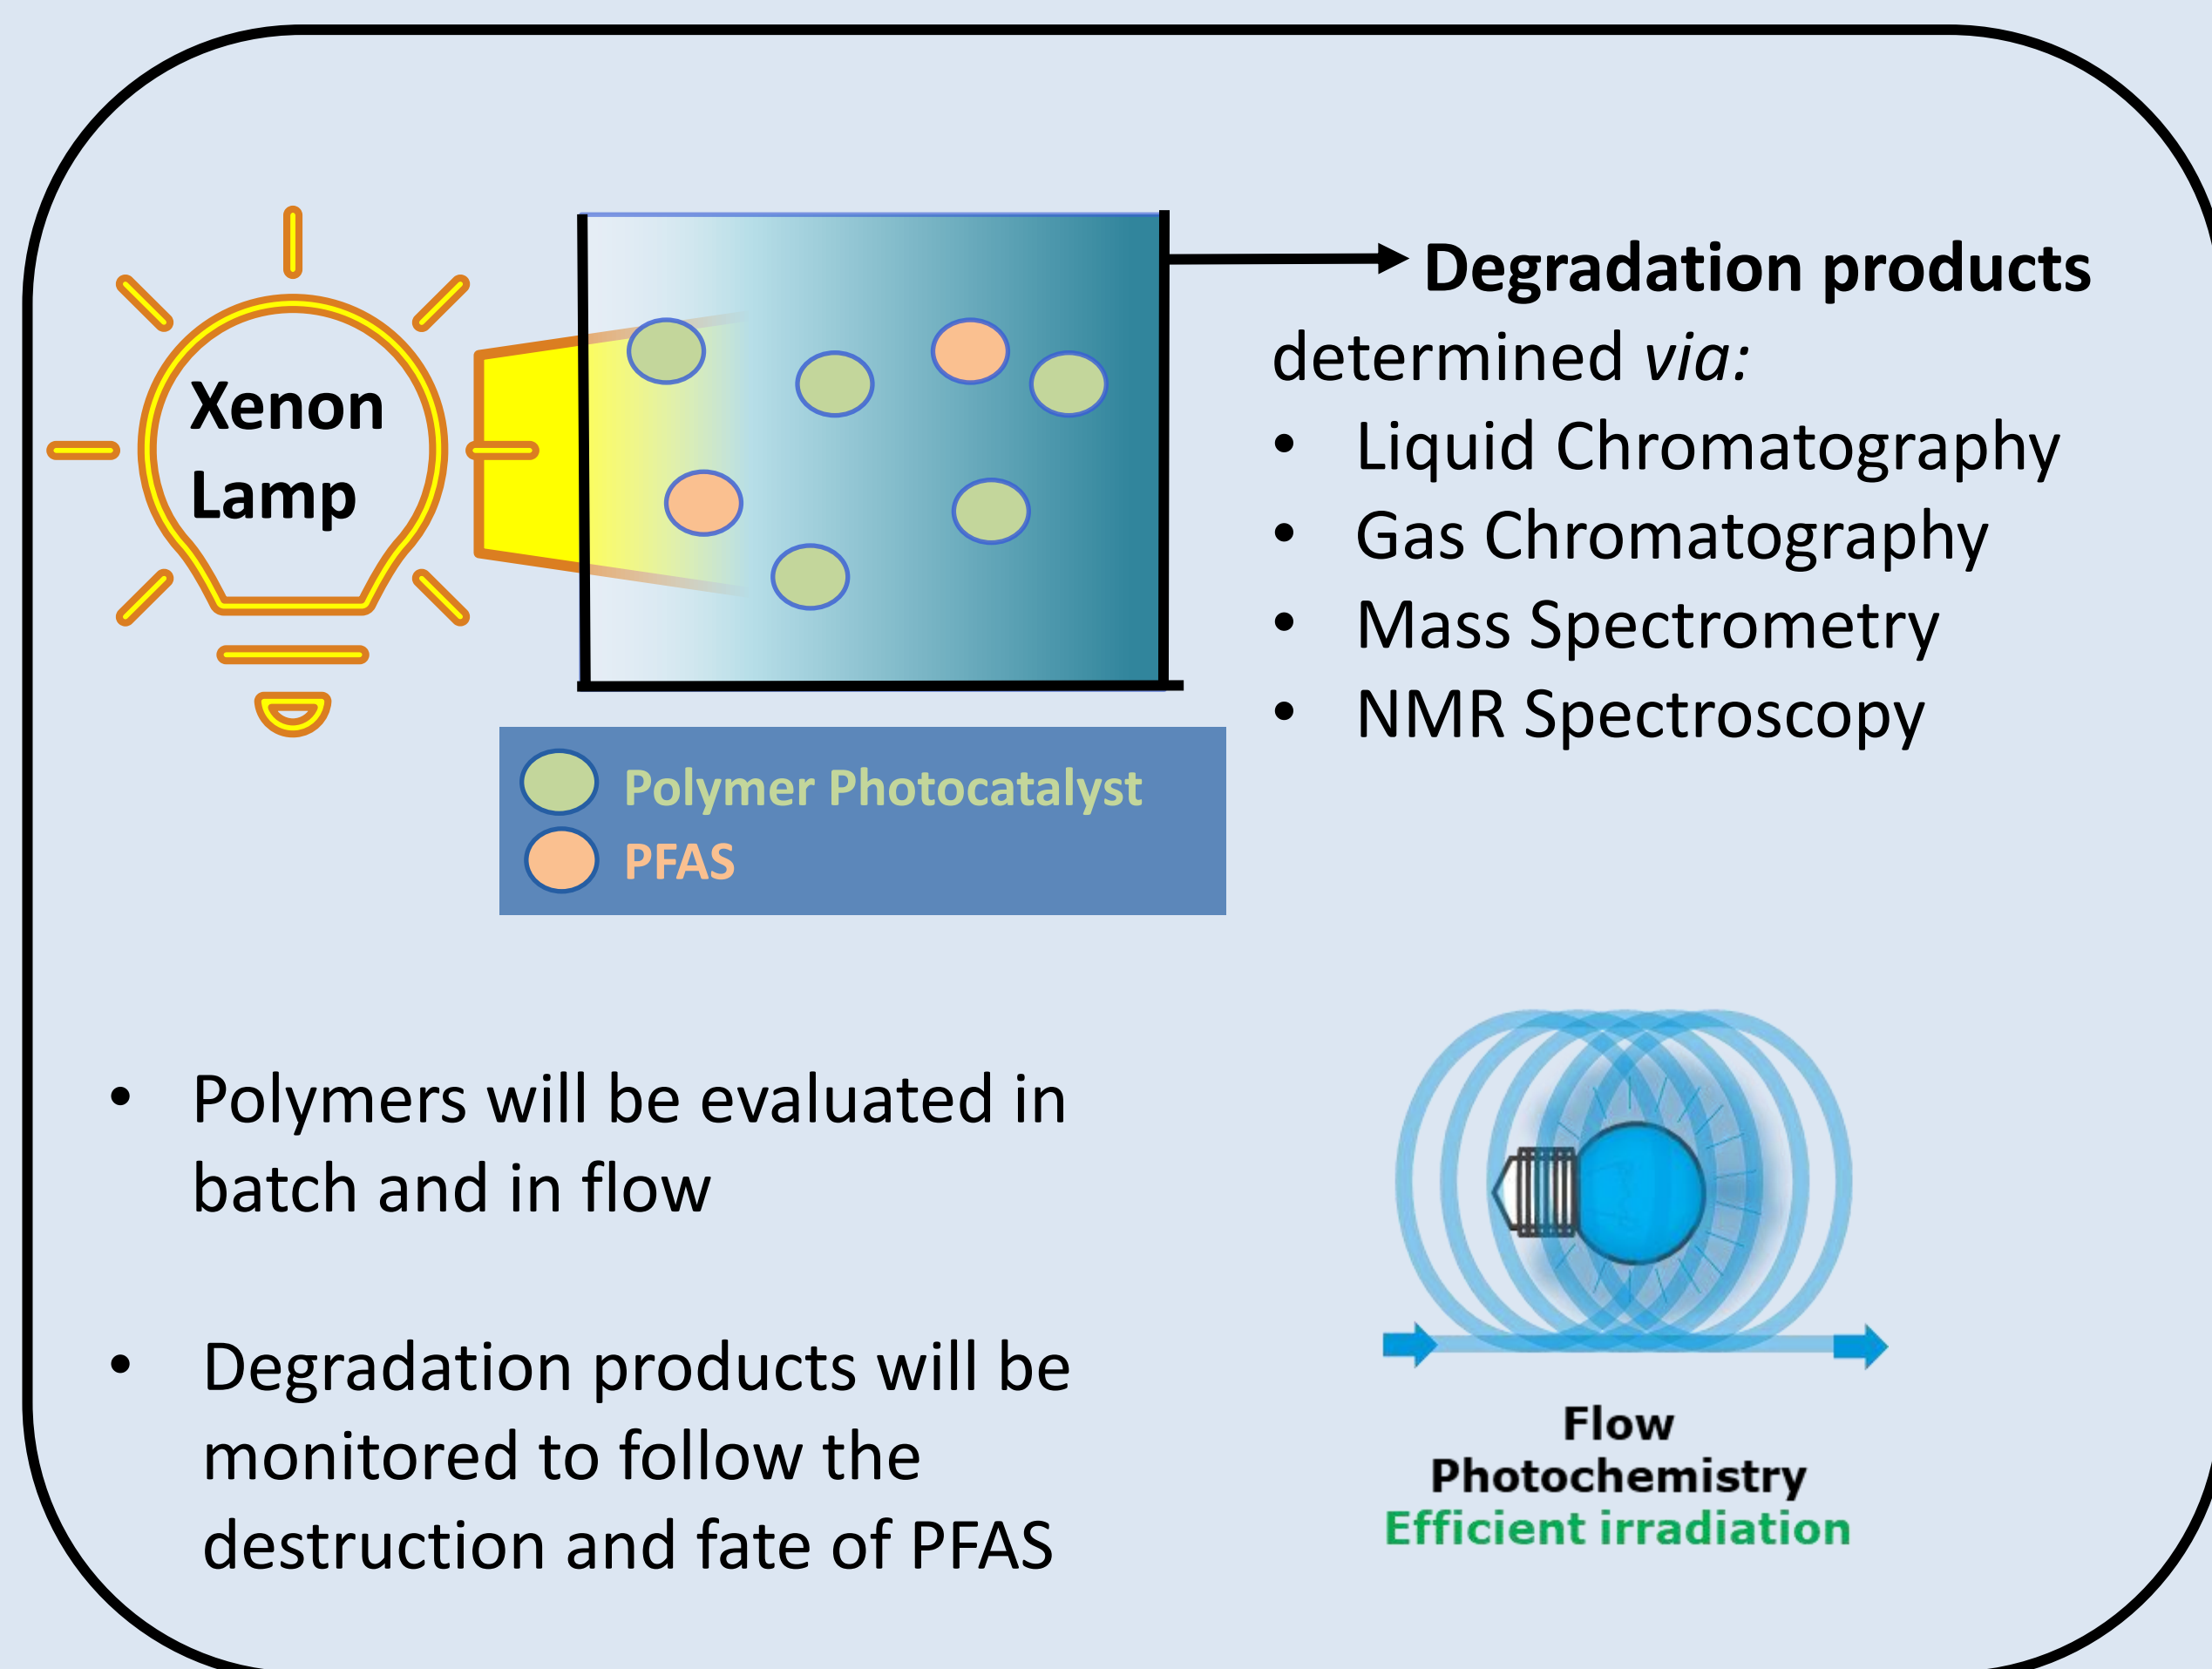 Xenon
Lamp
Degradation products
determined via:
• Liquid Chromatography
• Gas Chromatography
• Mass Spectrometry
• NMR Spectroscopy
Polymer Photocatalyst
PFAS
• Polymers will be evaluated in
batch and in flow
• Degradation products will be
monitored to follow the
destruction and fate of PFAS
Flow
Photochemistry
Efficient irradiation